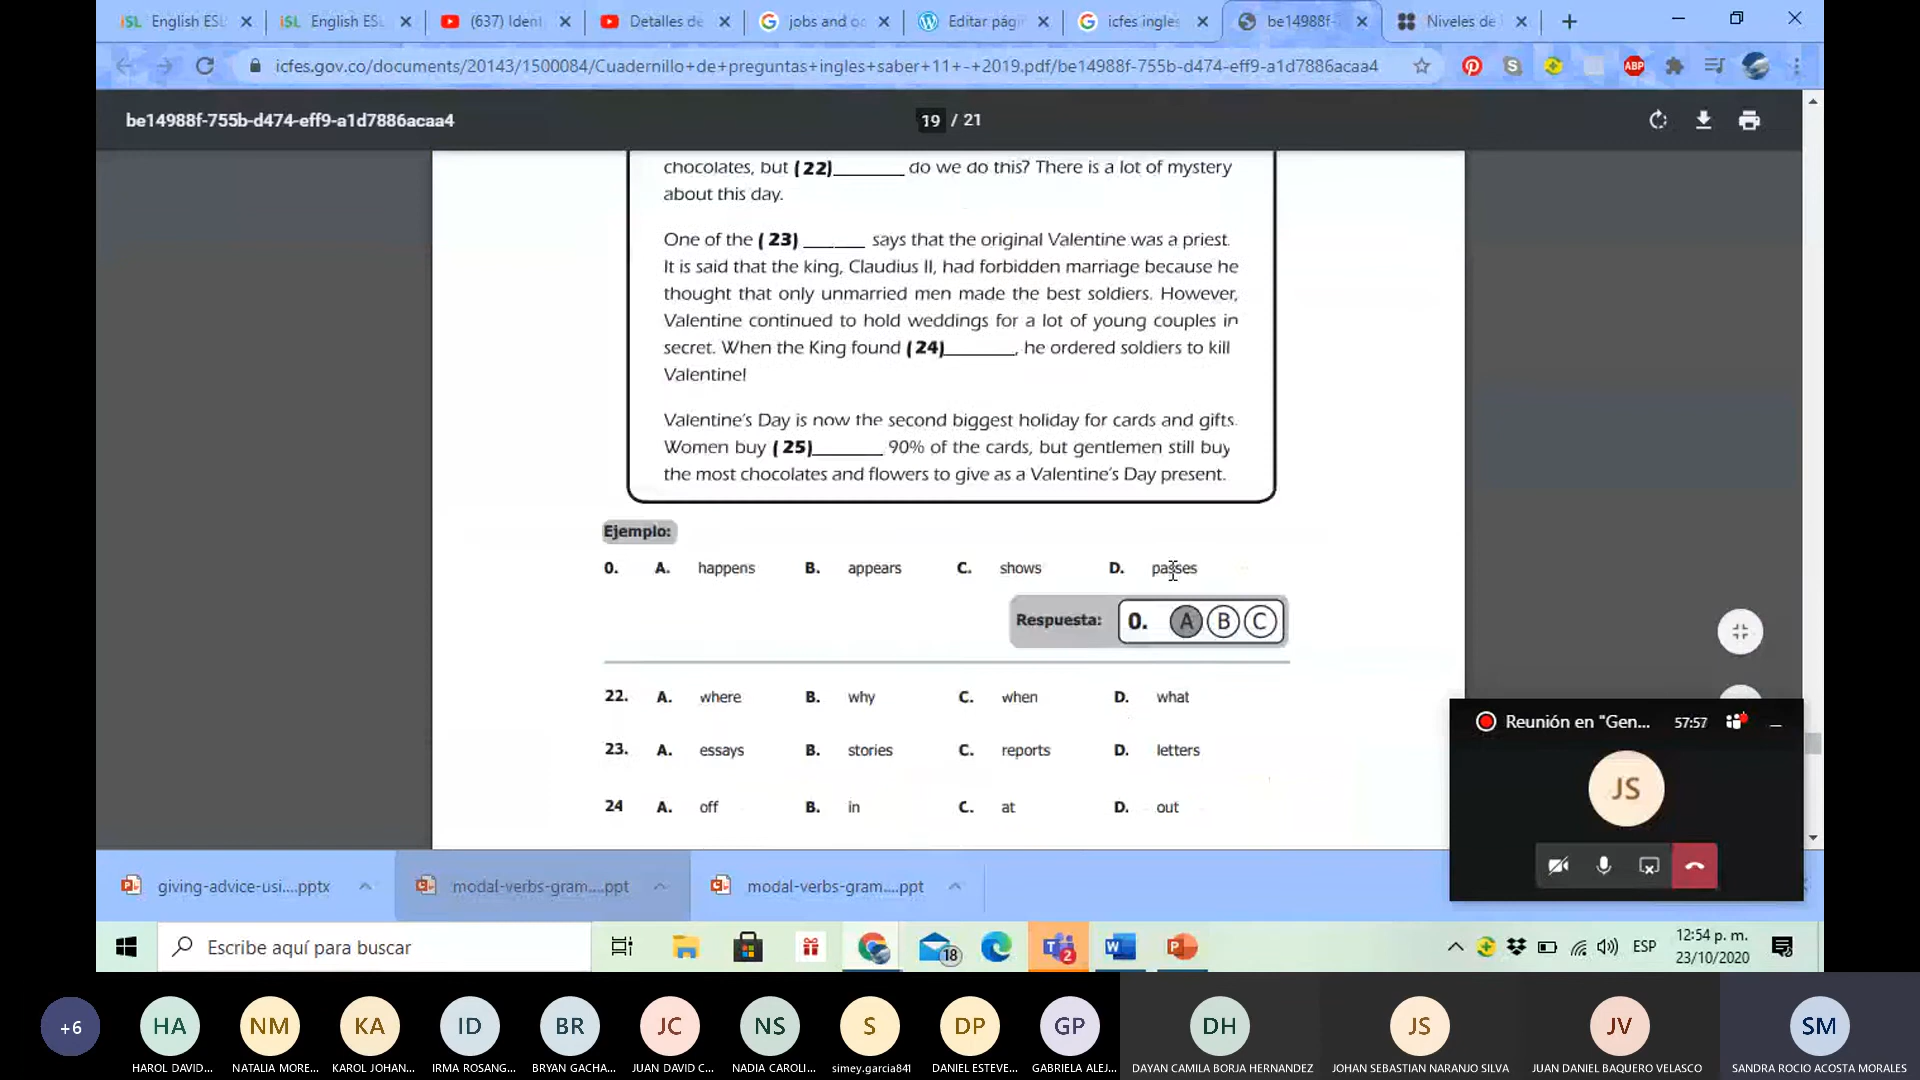 English ESL
English ESL
(637) Ident
Detalles de
jobs and oc
Editar pági
icfes ingles
be14988f-
Niveles de
icfes.gov.co/documents/20143/1500084/Cuadernillo+de+preguntas+ingles+saber+11+-+2019.pdf/be14988f-755b-d474-eff9-a1d7886acaa4
ABP
be14988f-755b-d474-eff9-a1d7886acaa4
19 / 21
chocolates, but (22)_______ do we do this? There is a lot of mystery
about this day.
One of the (23) ______ says that the original Valentine was a priest.
It is said that the king, Claudius II, had forbidden marriage because he
thought that only unmarried men made the best soldiers. However,
Valentine continued to hold weddings for a lot of young couples in
secret. When the King found (24)_______, he ordered soldiers to kill
Valentine!
Valentine's Day is now the second biggest holiday for cards and gifts.
Women buy (25)_______ 90% of the cards, but gentlemen still buy
the most chocolates and flowers to give as a Valentine's Day present.
Ejemplo:
0. A. happens B. appears C. shows D. passes
Respuesta: 0. A B C
22. A. where B. why C. when D. what
23. A. essays B. stories C. reports D. letters
24 A. off B. in C. at D. out
Reunión en "Gen... 57:57
JS
giving-advice-usi....pptx
modal-verbs-gram....ppt
modal-verbs-gram....ppt
Escribe aquí para buscar
18
2
ESP
12:54 p. m.
23/10/2020
+6
HA
NM
KA
ID
BR
JC
NS
S
DP
GP
DH
JS
JV
SM
HAROL DAVID...
NATALIA MORE...
KAROL JOHAN...
IRMA ROSANG...
BRYAN GACHA...
JUAN DAVID C...
NADIA CAROLI...
simey.garcia841
DANIEL ESTEVE...
GABRIELA ALEJ...
DAYAN CAMILA BORJA HERNANDEZ
JOHAN SEBASTIAN NARANJO SILVA
JUAN DANIEL BAQUERO VELASCO
SANDRA ROCIO ACOSTA MORALES